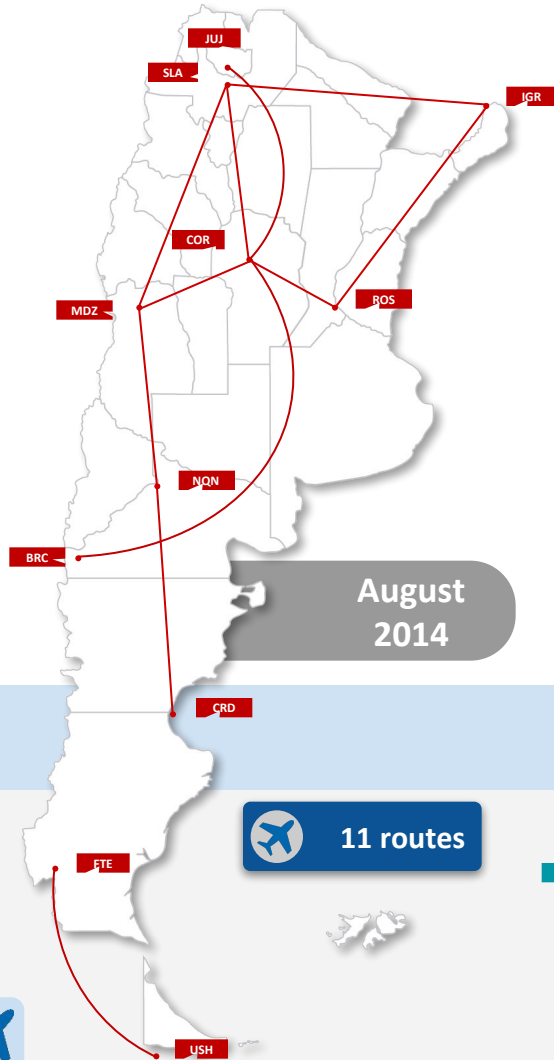 JUJ
SLA
IGR
COR
ROS
MDZ
NQN
BRC
August
2014
CRD
11 routes
FTE
USH